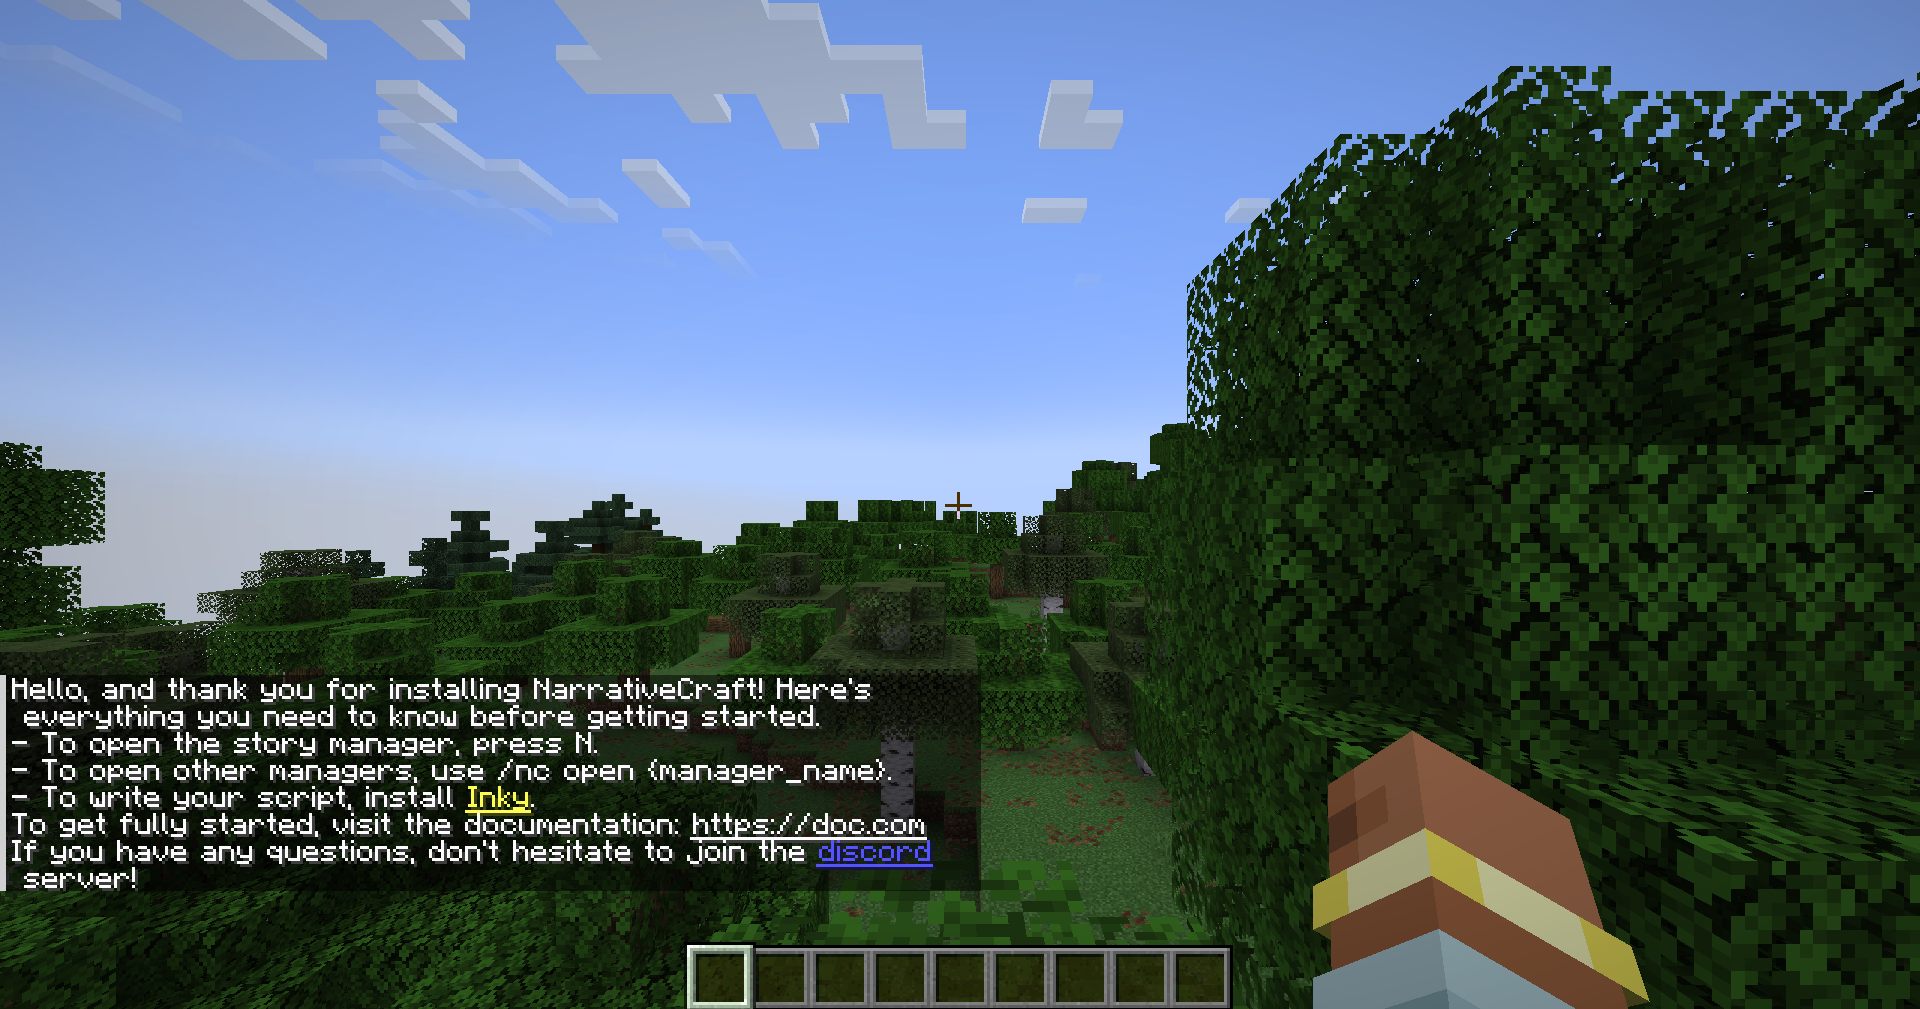 Hello, and thank you for installing NarrativeCraft! Here's
everything you need to know before getting started.
- To open the story manager, press N.
- To open other managers, use /nc open {manager_name}.
- To write your script, install Inky.
To get fully started, visit the documentation: https://doc.com
If you have any questions, don't hesitate to join the discord
server!